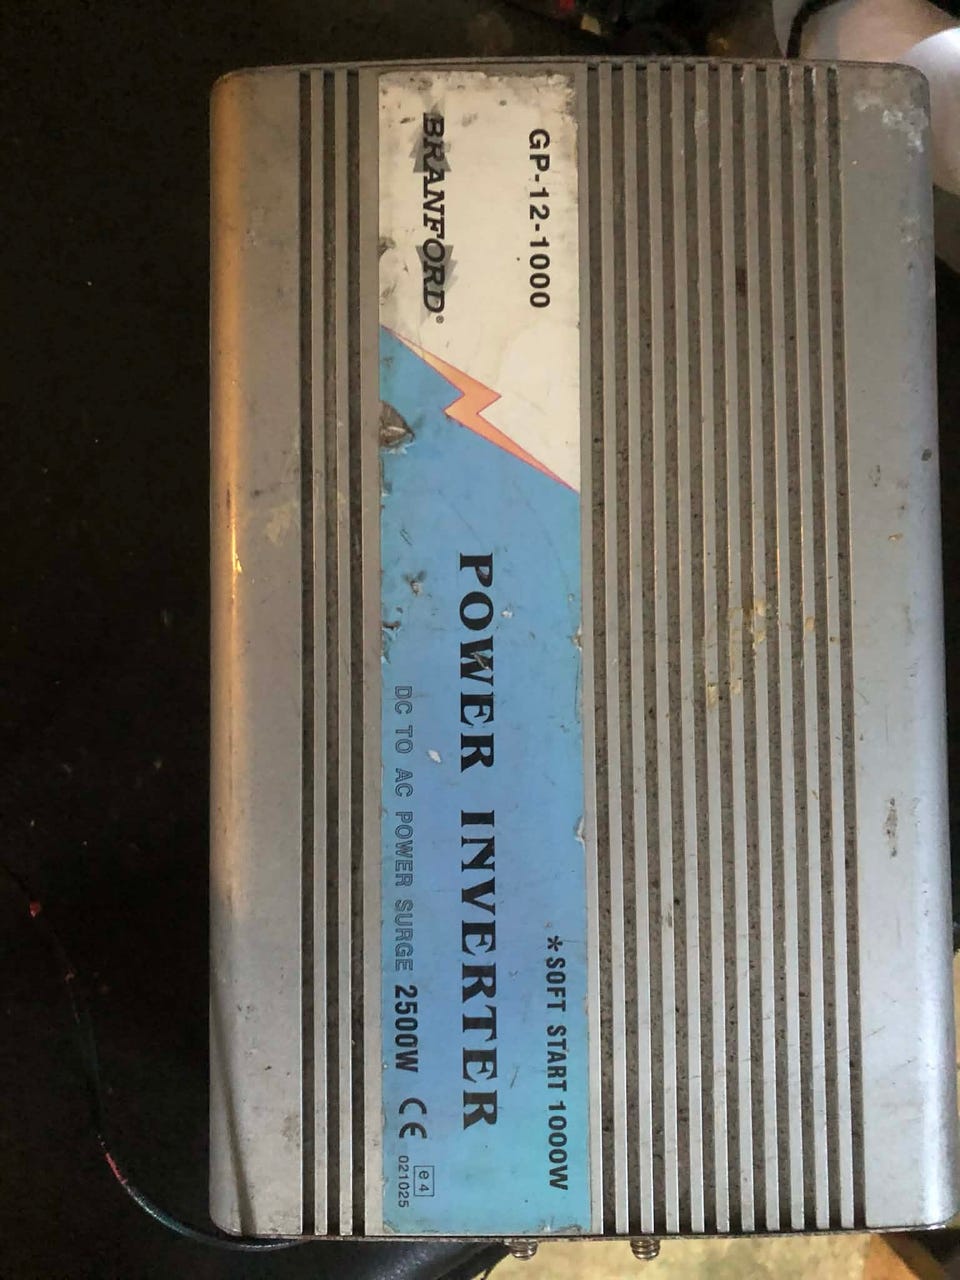 GP-12-1000
BRANFORD®
*SOFT START 1000W
POWER INVERTER
DC TO AC POWER SURGE 2500W CE
e4
021025